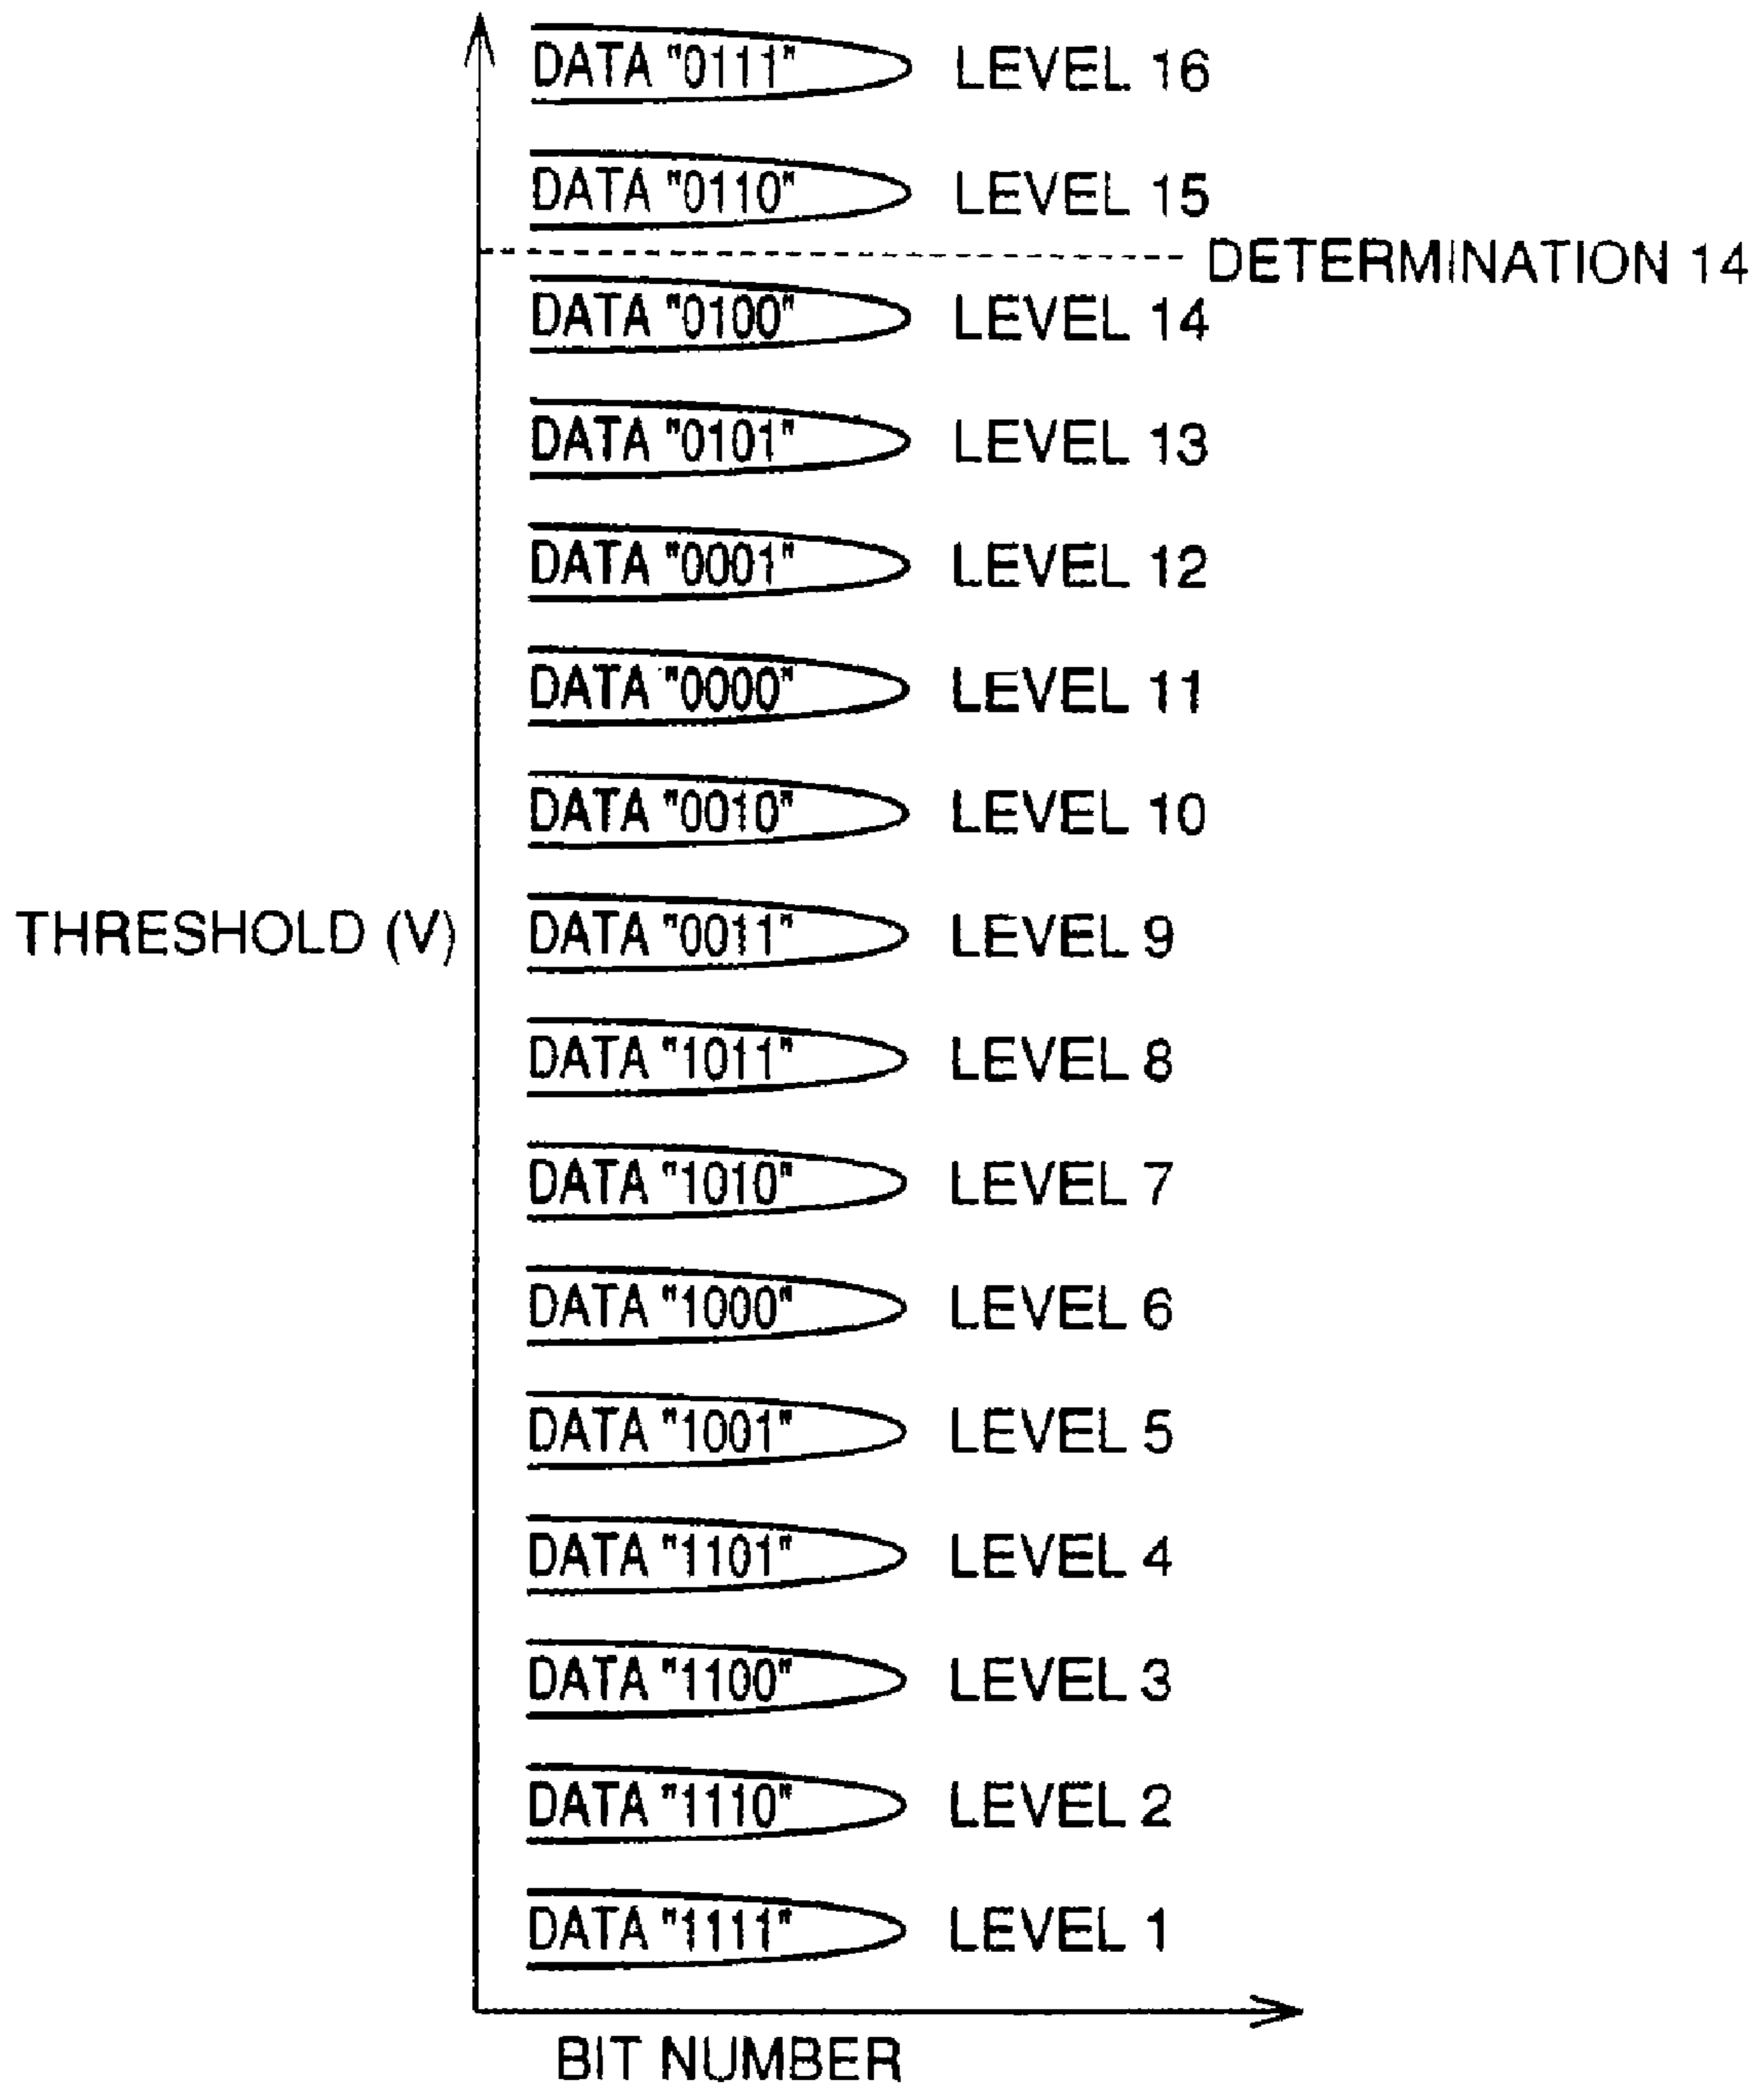 DATA "0111" LEVEL 16
DATA "0110" LEVEL 15
DETERMINATION 14
DATA "0100" LEVEL 14
DATA "0101" LEVEL 13
DATA "0001" LEVEL 12
DATA "0000" LEVEL 11
DATA "0010" LEVEL 10
THRESHOLD (V) DATA "0011" LEVEL 9
DATA "1011" LEVEL 8
DATA "1010" LEVEL 7
DATA "1000" LEVEL 6
DATA "1001" LEVEL 5
DATA "1101" LEVEL 4
DATA "1100" LEVEL 3
DATA "1110" LEVEL 2
DATA "1111" LEVEL 1
BIT NUMBER